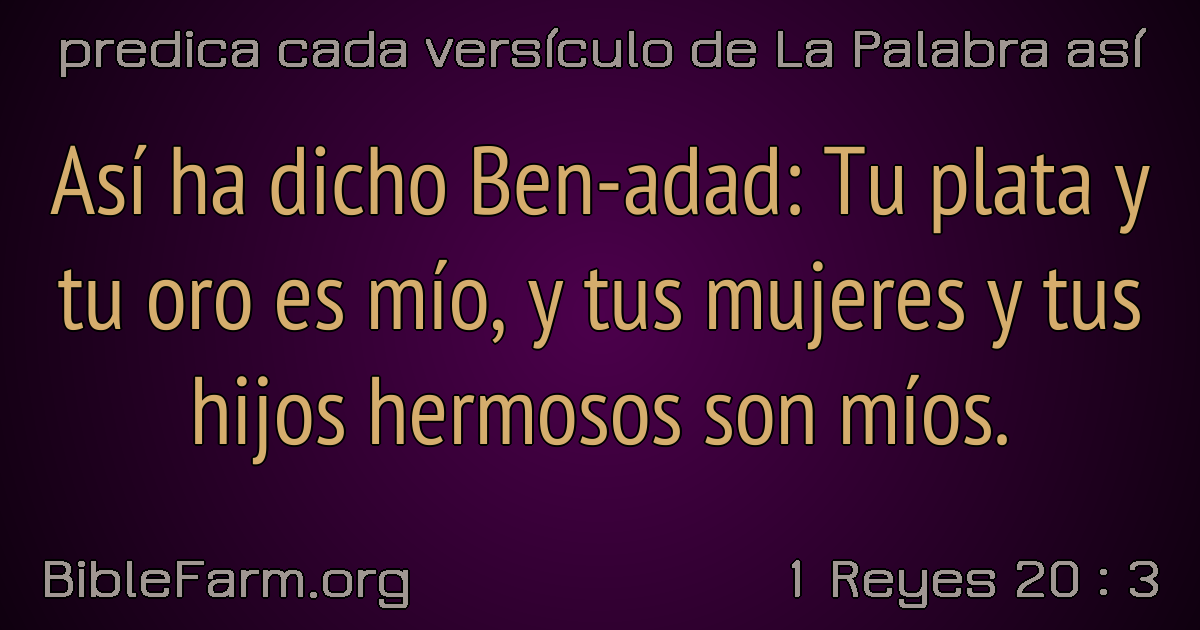 predica cada versículo de La Palabra así
Así ha dicho Ben-adad: Tu plata y
tu oro es mío, y tus mujeres y tus
hijos hermosos son míos.
BibleFarm.org
1 Reyes 20 : 3